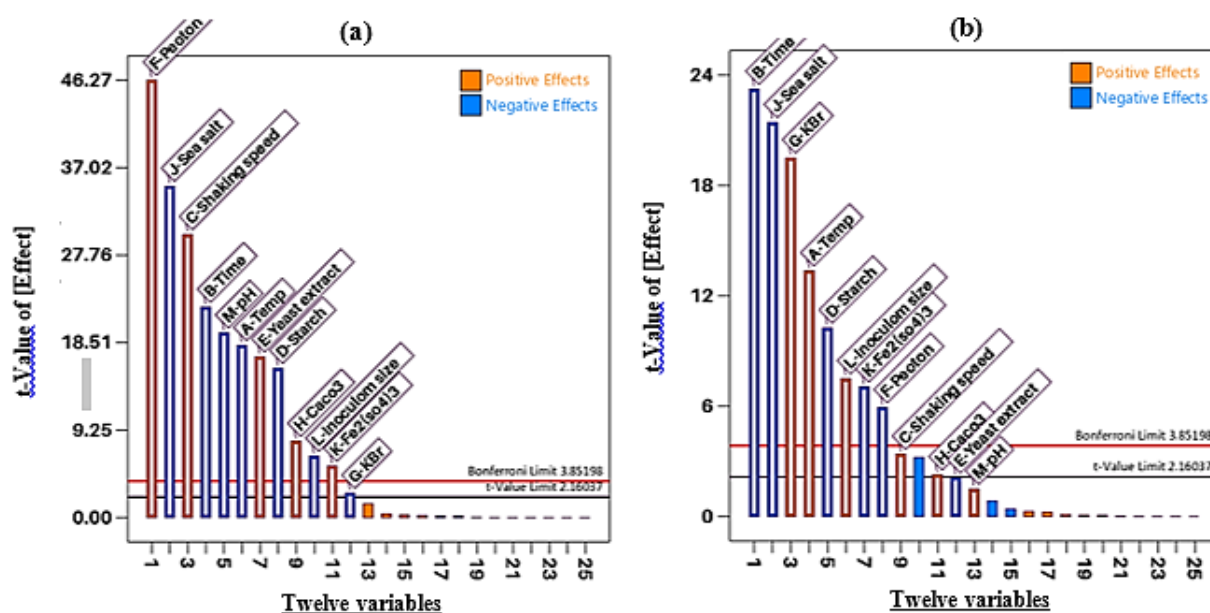 (a)
F-Peoton
J-Sea salt
C-Shaking speed
B-Time
M-pH
A-Temp
E-Yeast extract
D-Starch
H-Caco3
L-Inoculom size
K-Fe2(so4)3
G-KBr
Positive Effects
Negative Effects
46.27
37.02
27.76
18.51
9.25
0.00
t-Value of [Effect]
Bonferroni Limit 3.85198
t-Value Limit 2.16037
1 3 5 7 9 11 13 15 17 19 21 23 25
Twelve variables
(b)
B-Time
J-Sea salt
G-KBr
A-Temp
D-Starch
L-Inoculom size
K-Fe2(so4)3
F-Peoton
C-Shaking speed
H-Caco3
E-Yeast extract
M-pH
Positive Effects
Negative Effects
24
18
12
6
0
t-Value of [Effect]
Bonferroni Limit 3.85198
t-Value Limit 2.16037
1 3 5 7 9 11 13 15 17 19 21 23 25
Twelve variables